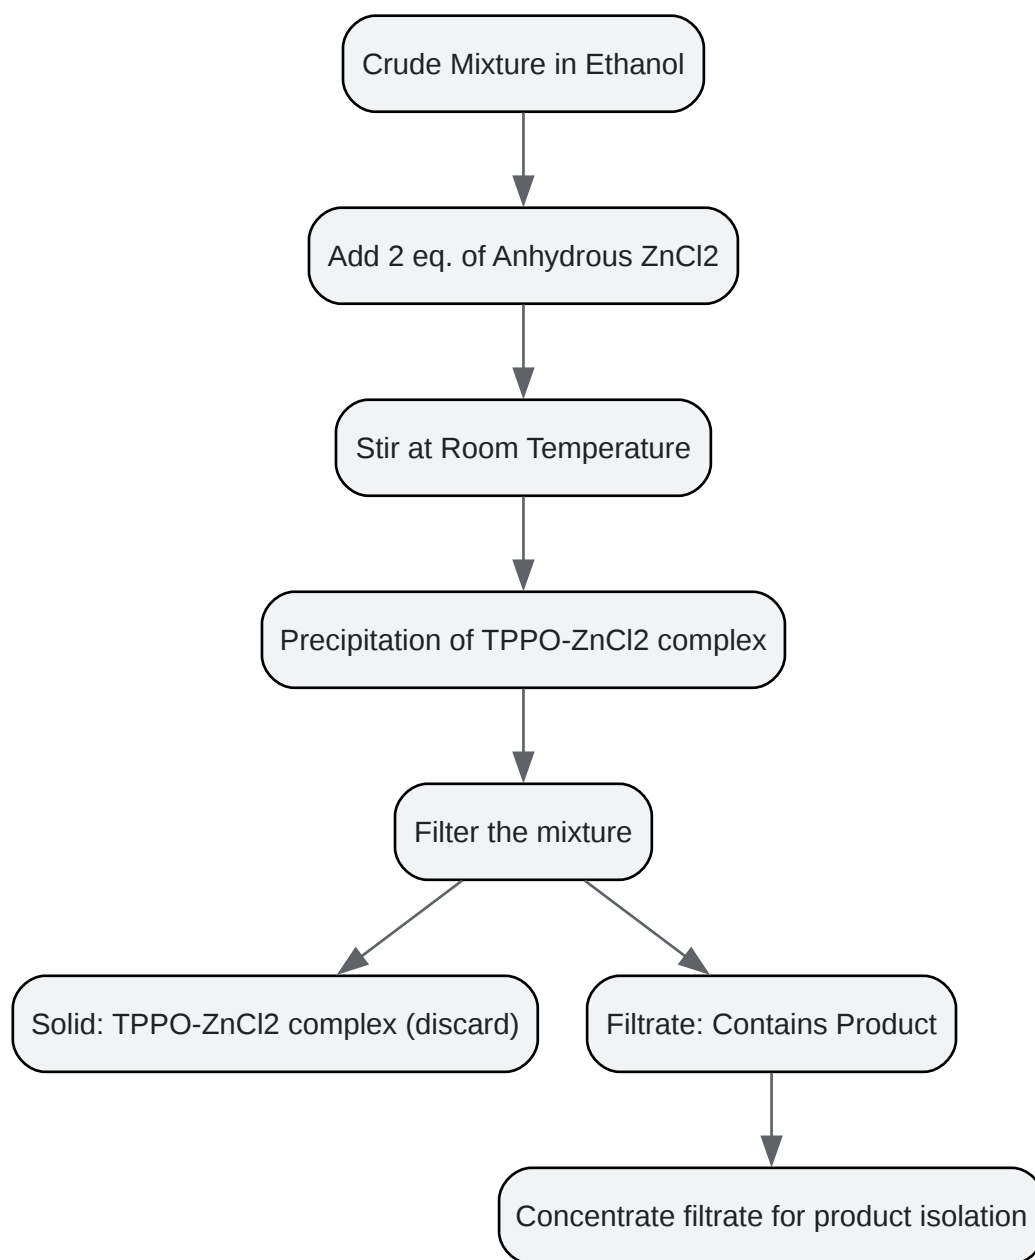 Crude Mixture in Ethanol
Add 2 eq. of Anhydrous ZnCl2
Stir at Room Temperature
Precipitation of TPPO-ZnCl2 complex
Filter the mixture
Solid: TPPO-ZnCl2 complex (discard)
Filtrate: Contains Product
Concentrate filtrate for product isolation